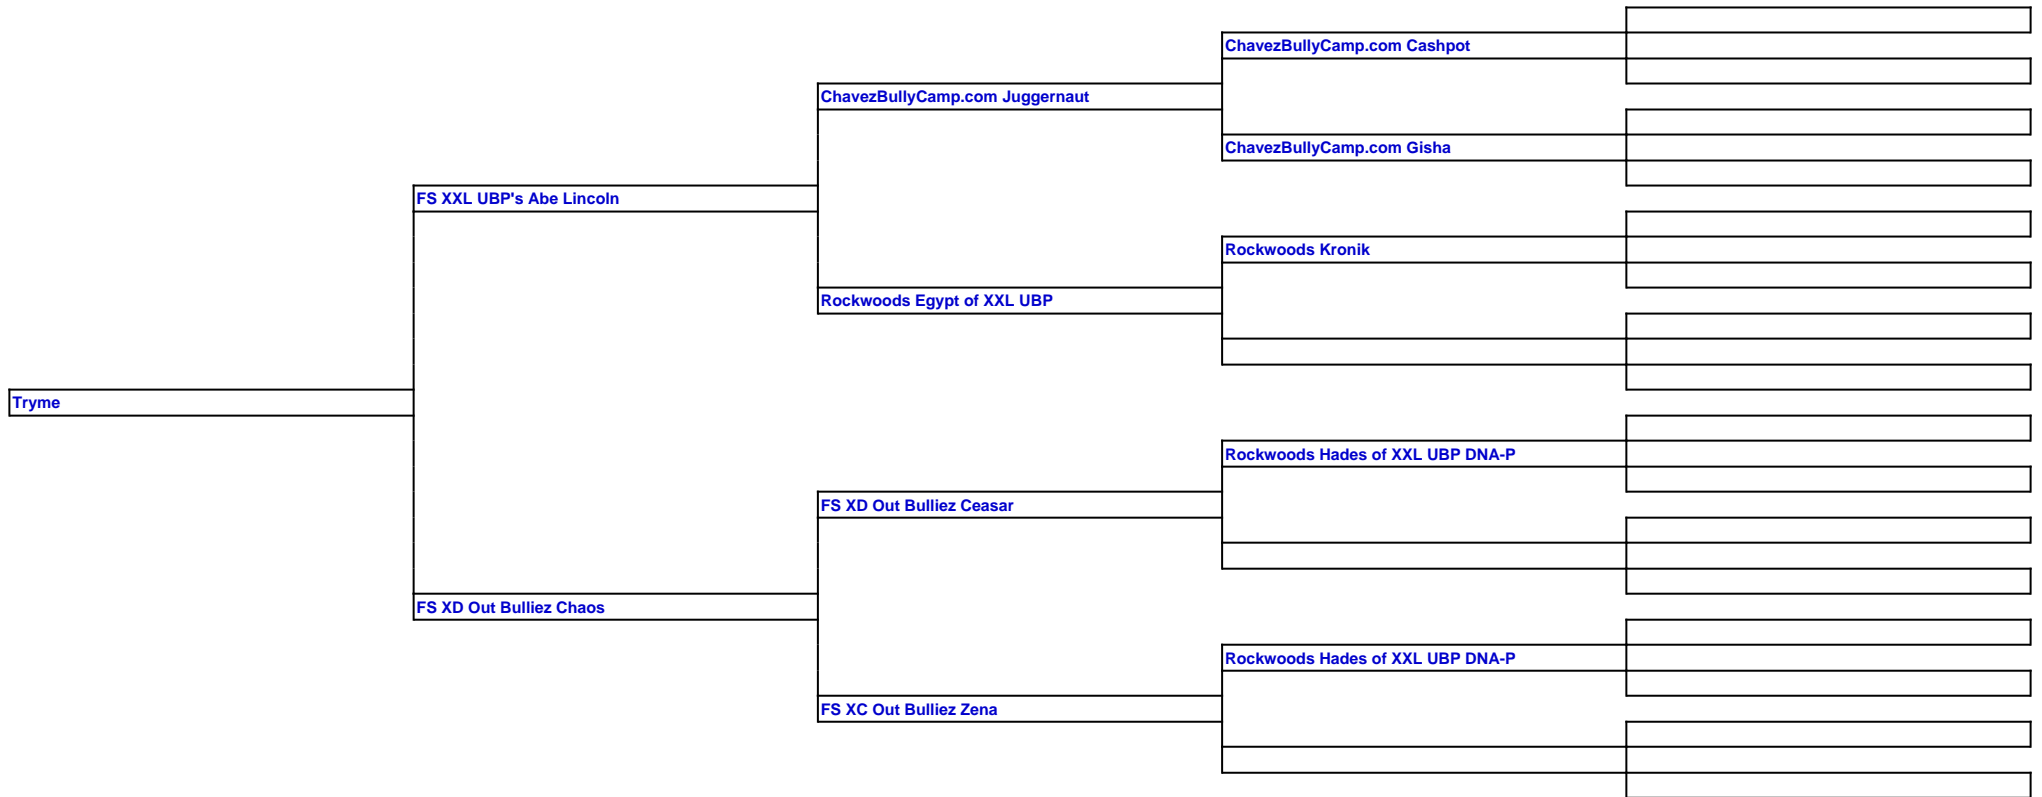 ChavezBullyCamp.com Cashpot
ChavezBullyCamp.com Juggernaut
ChavezBullyCamp.com Gisha
FS XXL UBP's Abe Lincoln
Rockwoods Kronik
Rockwoods Egypt of XXL UBP
Tryme
Rockwoods Hades of XXL UBP DNA-P
FS XD Out Bulliez Ceasar
FS XD Out Bulliez Chaos
Rockwoods Hades of XXL UBP DNA-P
FS XC Out Bulliez Zena